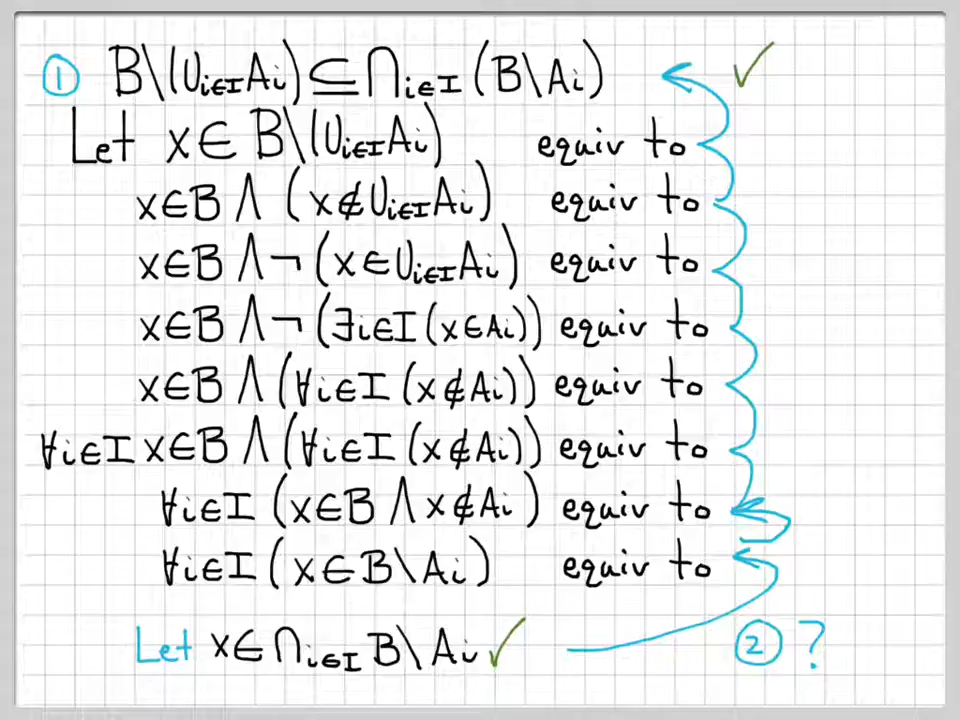 ① B\(∪i∈I Ai) ⊆ ∩i∈I (B\Ai) ✓
Let x∈B\(∪i∈I Ai) equiv to
x∈B ∧ (x∉∪i∈I Ai) equiv to
x∈B ∧ ¬(x∈∪i∈I Ai) equiv to
x∈B ∧ ¬(∃i∈I(x∈Ai)) equiv to
x∈B ∧ (∀i∈I(x∉Ai)) equiv to
∀i∈I x∈B ∧ (∀i∈I(x∉Ai)) equiv to
∀i∈I (x∈B ∧ x∉Ai) equiv to
∀i∈I (x∈B\Ai) equiv to
Let x∈∩i∈I B\Ai ✓ ② ?